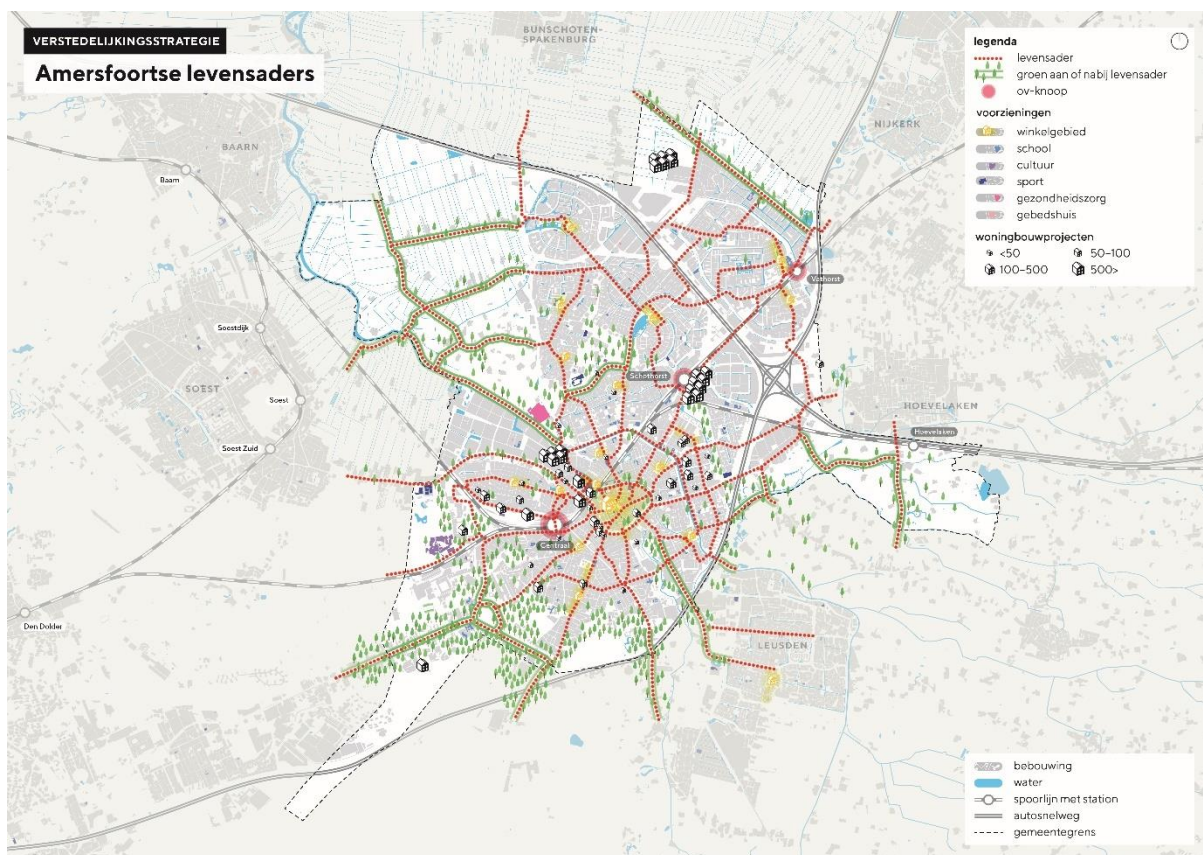 VERSTEDELIJKINGSSTRATEGIE
Amersfoortse levensaders
BUNSCHOTEN-
SPAKENBURG
NIJKERK
BAARN
Baarn
Vathorst
Soestdijk
SOEST
Soest
Schothorst
HOEVELAKEN
Hoevelaken
Soest Zuid
Centraal
Den Dolder
LEUSDEN
legenda
levensader
groen aan of nabij levensader
ov-knoop
voorzieningen
winkelgebied
school
cultuur
sport
gezondheidszorg
gebedshuis
woningbouwprojecten
<50
50-100
100-500
500>
bebouwing
water
spoorlijn met station
autosnelweg
gemeentegrens